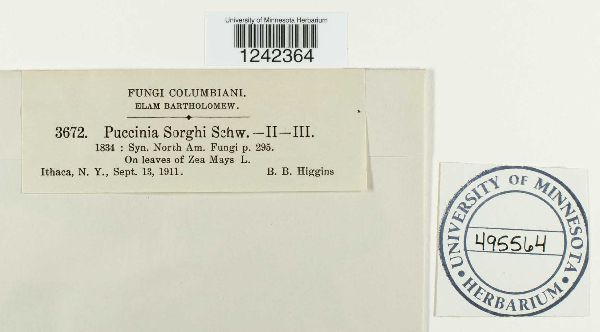 University of Minnesota Herbarium
1242364
FUNGI COLUMBIANI.
ELAM BARTHOLOMEW.
3672. Puccinia Sorghi Schw.—II—III.
1834 : Syn. North Am. Fungi p. 295.
On leaves of Zea Mays L.
Ithaca, N. Y., Sept. 13, 1911. B. B. Higgins
UNIVERSITY OF MINNESOTA
495564
HERBARIUM